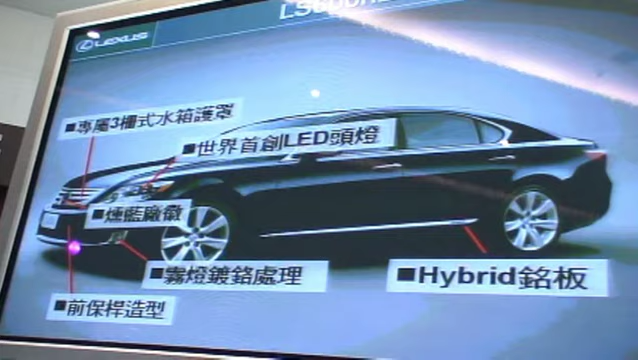 LEXUS
■專屬3柵式水箱護罩
■世界首創LED頭燈
■燻藍廠徽
■霧燈鍍鉻處理
■Hybrid銘板
■前保桿造型